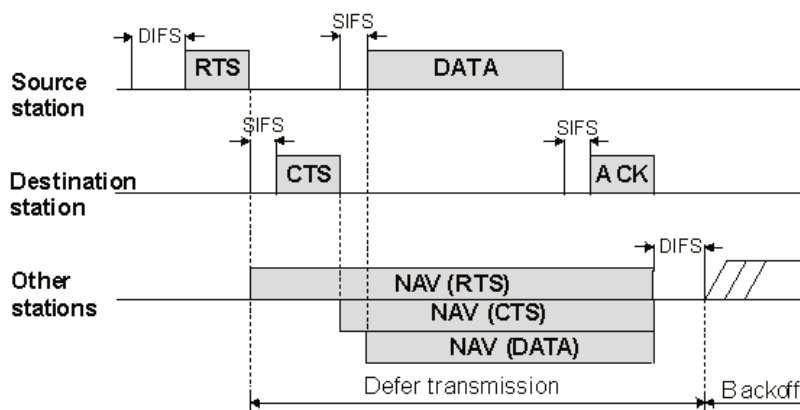 DIFS
RTS
SIFS
DATA
Source
station
SIFS
CTS
SIFS
ACK
Destination
station
DIFS
NAV (RTS)
Other
stations
NAV (CTS)
NAV (DATA)
Defer transmission
Backoff